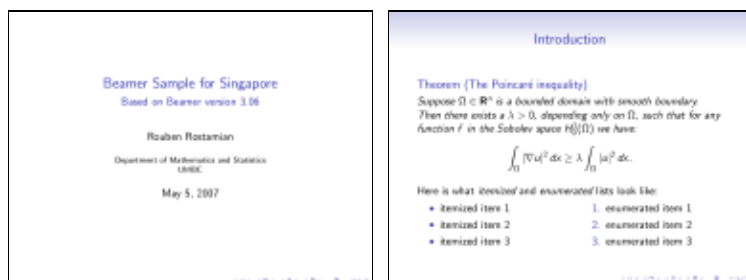 Beamer Sample for Singapore
Based on Beamer version 3.06
Rouben Rostamian
Department of Mathematics and Statistics
UMBC
May 5, 2007
Introduction
Theorem (The Poincaré inequality)
Suppose Ω ∈ Rⁿ is a bounded domain with smooth boundary.
Then there exists a λ > 0, depending only on Ω, such that for any
function f in the Sobolev space H₀¹(Ω) we have:
∫_Ω |∇u|² dx ≥ λ ∫_Ω |u|² dx.
Here is what itemized and enumerated lists look like:
• itemized item 1
• itemized item 2
• itemized item 3
1. enumerated item 1
2. enumerated item 2
3. enumerated item 3